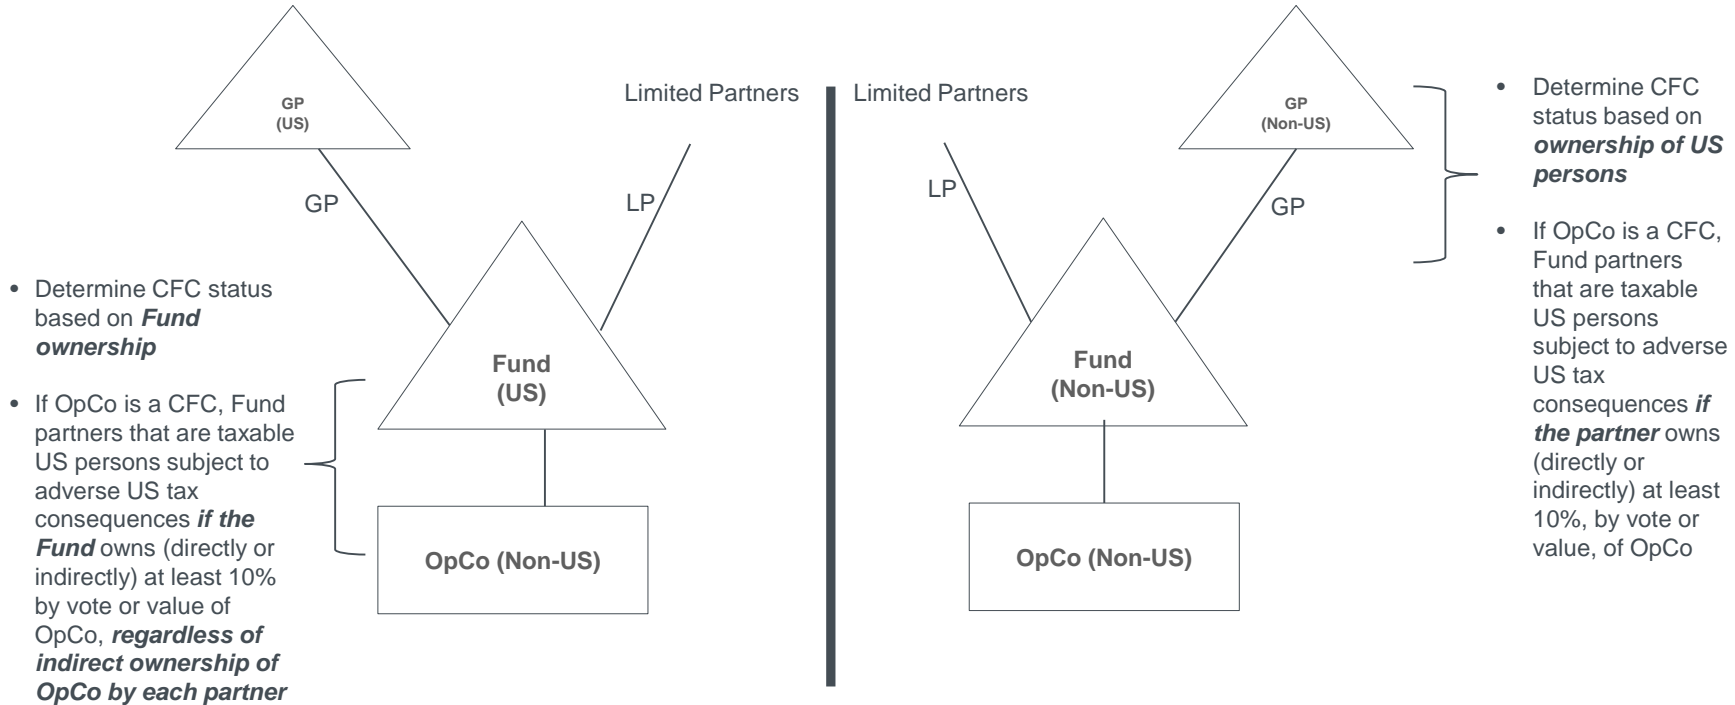 GP
(US)
Limited Partners
GP
LP
• Determine CFC status
based on Fund
ownership
• If OpCo is a CFC, Fund
partners that are taxable
US persons subject to
adverse US tax
consequences if the
Fund owns (directly or
indirectly) at least 10%
by vote or value of
OpCo, regardless of
indirect ownership of
OpCo by each partner
Fund
(US)
OpCo (Non-US)
Limited Partners
GP
(Non-US)
LP
GP
Fund
(Non-US)
OpCo (Non-US)
• Determine CFC
status based on
ownership of US
persons
• If OpCo is a CFC,
Fund partners
that are taxable
US persons
subject to adverse
US tax
consequences if
the partner owns
(directly or
indirectly) at least
10%, by vote or
value, of OpCo